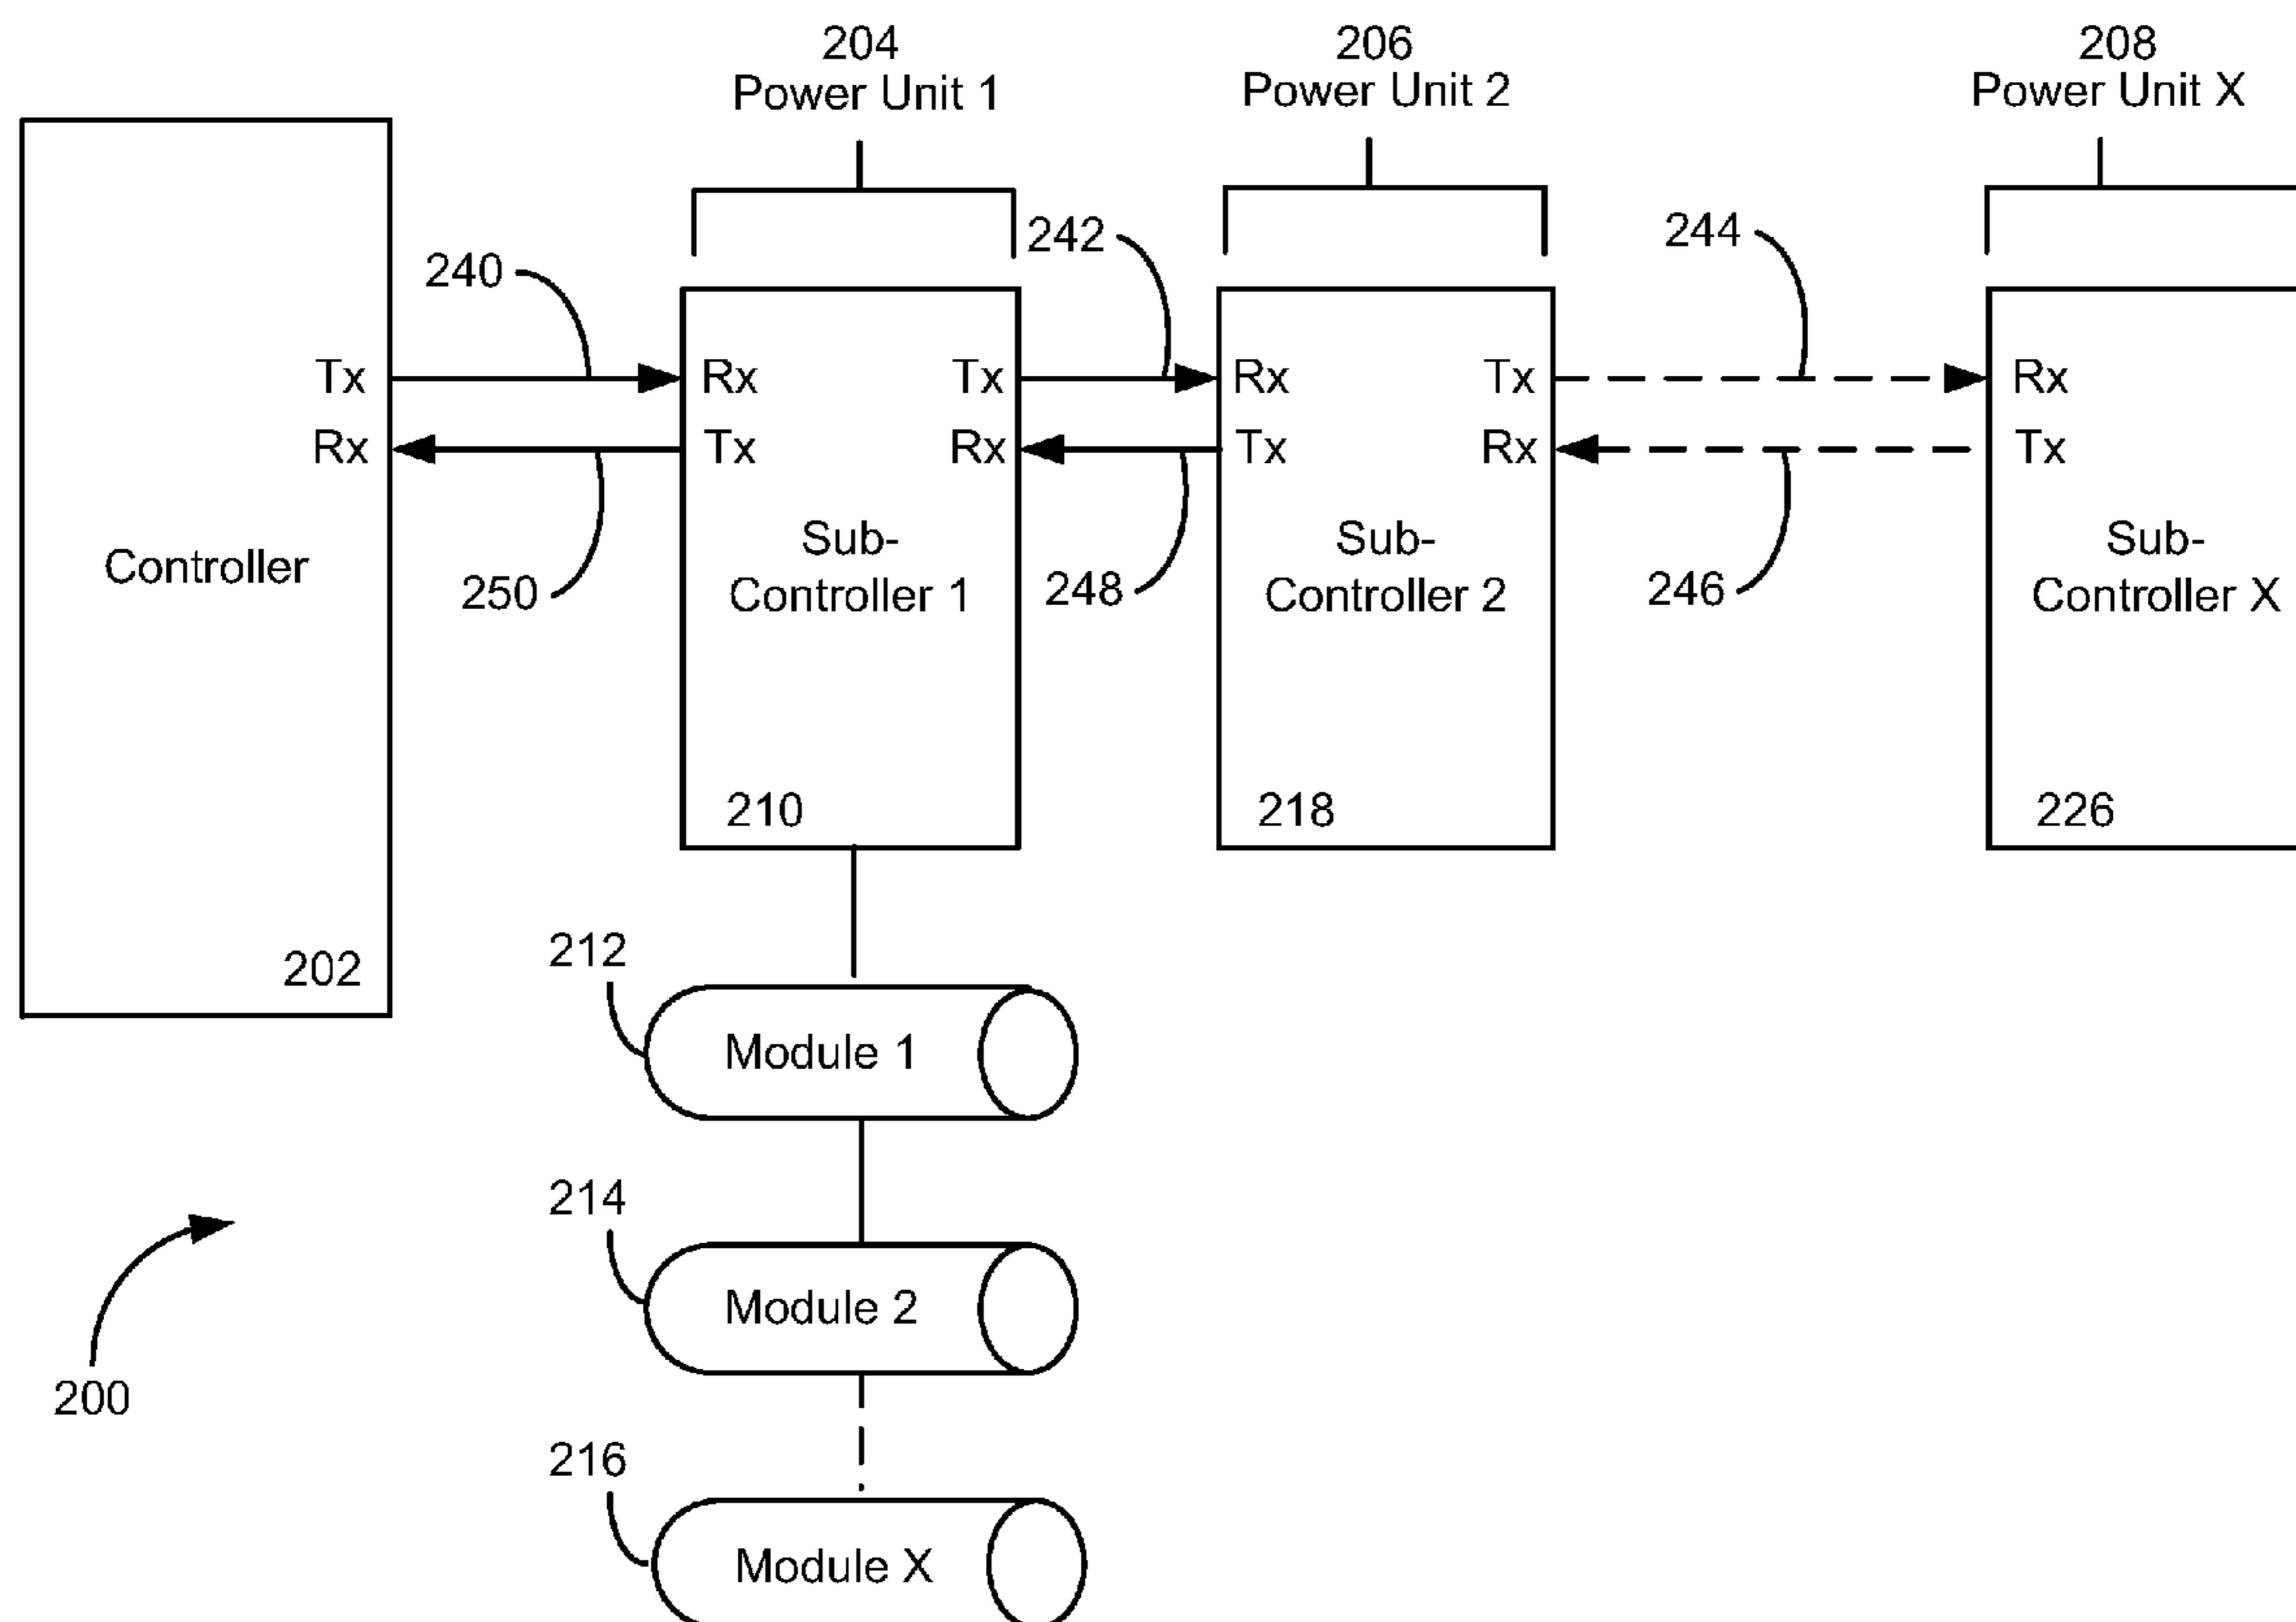 204
Power Unit 1
206
Power Unit 2
208
Power Unit X
240
242
244
Tx
Rx
Tx
Rx
Tx
Rx
Rx
Tx
Rx
Tx
Rx
Tx
Controller
250
Sub-
Controller 1
248
Sub-
Controller 2
246
Sub-
Controller X
202
210
218
226
212
Module 1
214
Module 2
200
216
Module X